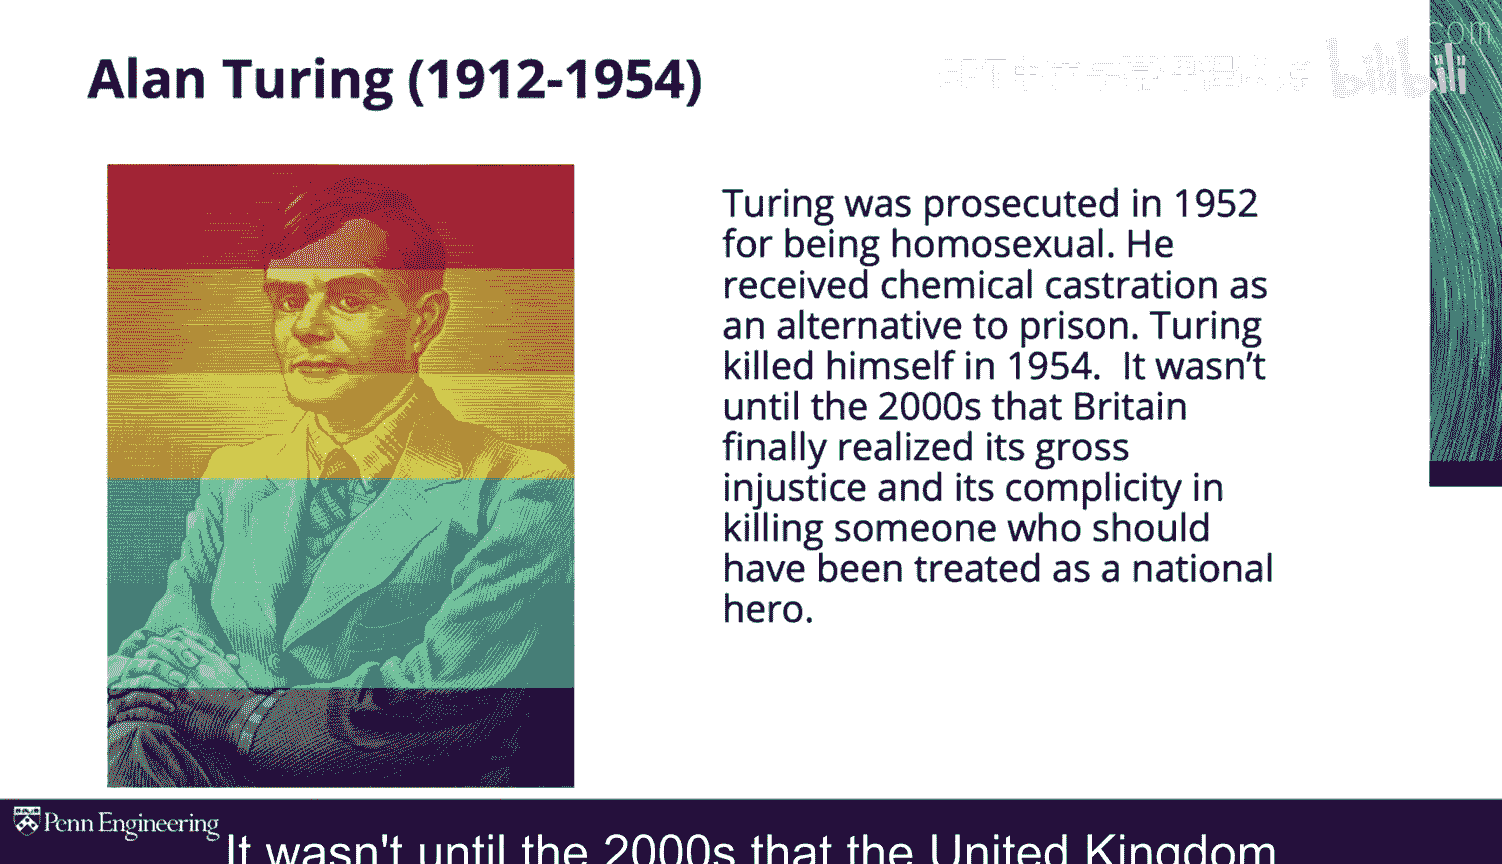 .com
bilibili
Alan Turing (1912-1954)
Turing was prosecuted in 1952
for being homosexual. He
received chemical castration as
an alternative to prison. Turing
killed himself in 1954.  It wasn't
until the 2000s that Britain
finally realized its gross
injustice and its complicity in
killing someone who should
have been treated as a national
hero.
Penn Engineering
It wasn't until the 2000s that the United Kingdom